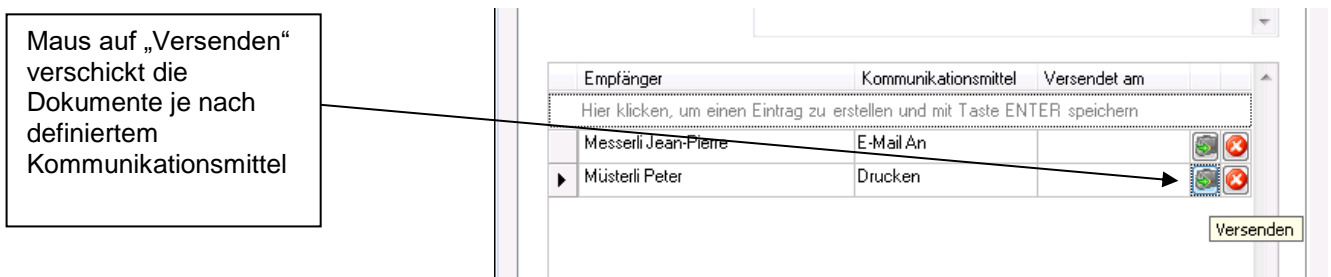 Maus auf „Versenden“
verschickt die
Dokumente je nach
definiertem
Kommunikationsmittel
Empfänger Kommunikationsmittel Versendet am
Hier klicken, um einen Eintrag zu erstellen und mit Taste ENTER speichern
Messerli Jean-Pierre E-Mail An
Müsterli Peter Drucken
Versenden